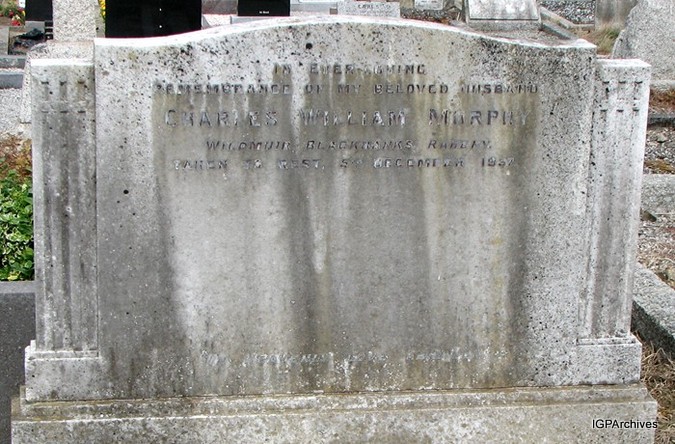 IN EVER-LOVING
REMEMBRANCE OF MY BELOVED HUSBAND
CHARLES WILLIAM MURPHY
WILDMUIR, BLACKBANKS, RAHENY,
TAKEN TO REST, 5TH DECEMBER 1957
IGPArchives